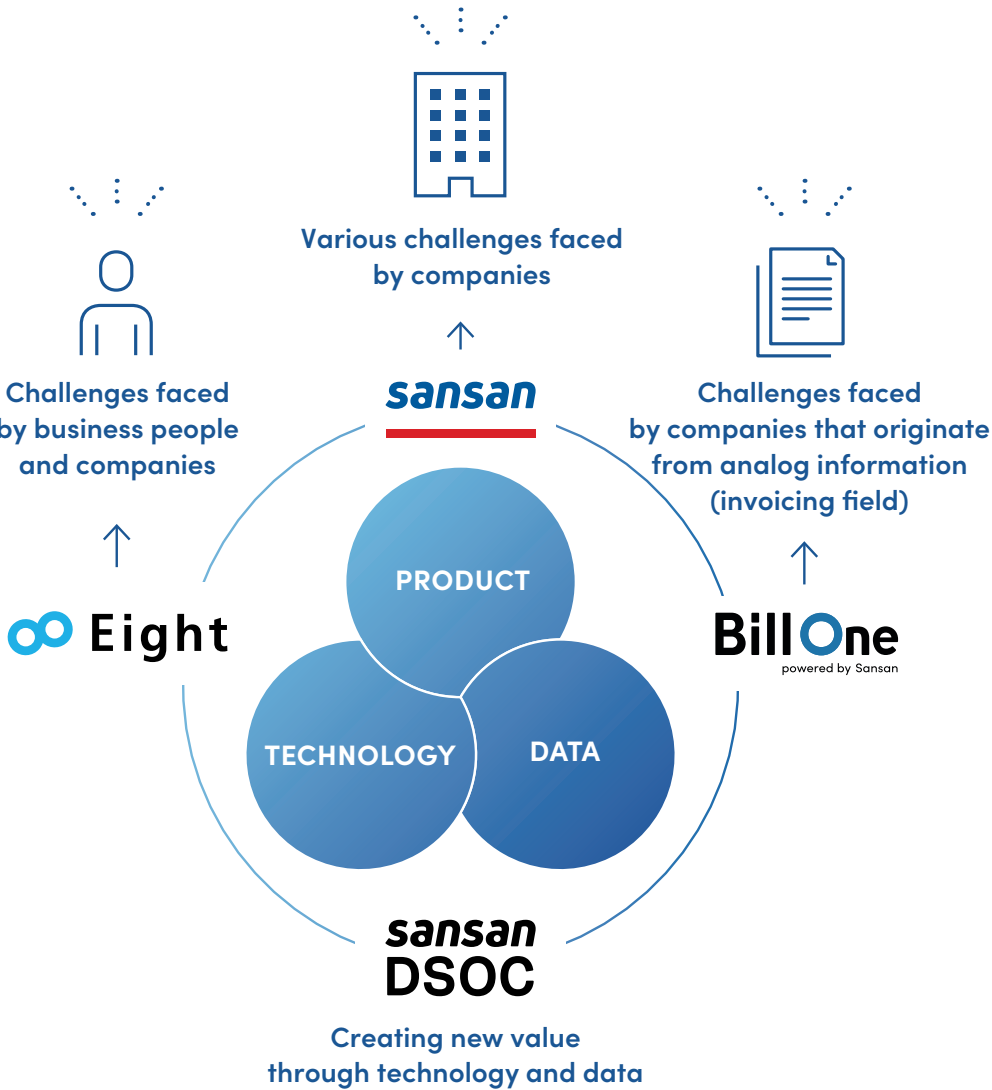 Various challenges faced
by companies
sansan
Challenges faced
by business people
and companies
Challenges faced
by companies that originate
from analog information
(invoicing field)
Eight
Bill One
powered by Sansan
PRODUCT
TECHNOLOGY
DATA
sansan
DSOC
Creating new value
through technology and data